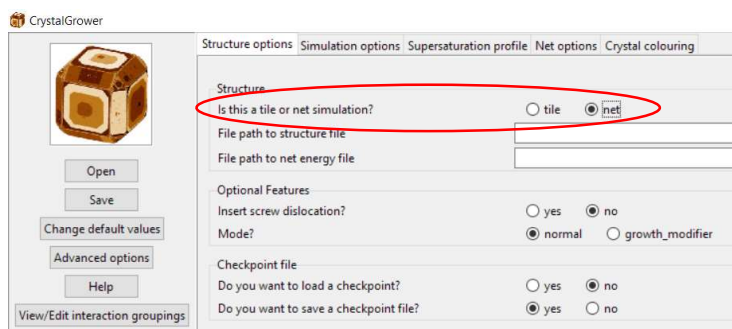 CrystalGrower
Structure options Simulation options Supersaturation profile Net options Crystal colouring
Structure
Is this a tile or net simulation? tile net
File path to structure file
File path to net energy file
Open
Save
Change default values
Advanced options
Help
View/Edit interaction groupings
Optional Features
Insert screw dislocation? yes no
Mode? normal growth_modifier
Checkpoint file
Do you want to load a checkpoint? yes no
Do you want to save a checkpoint file? yes no